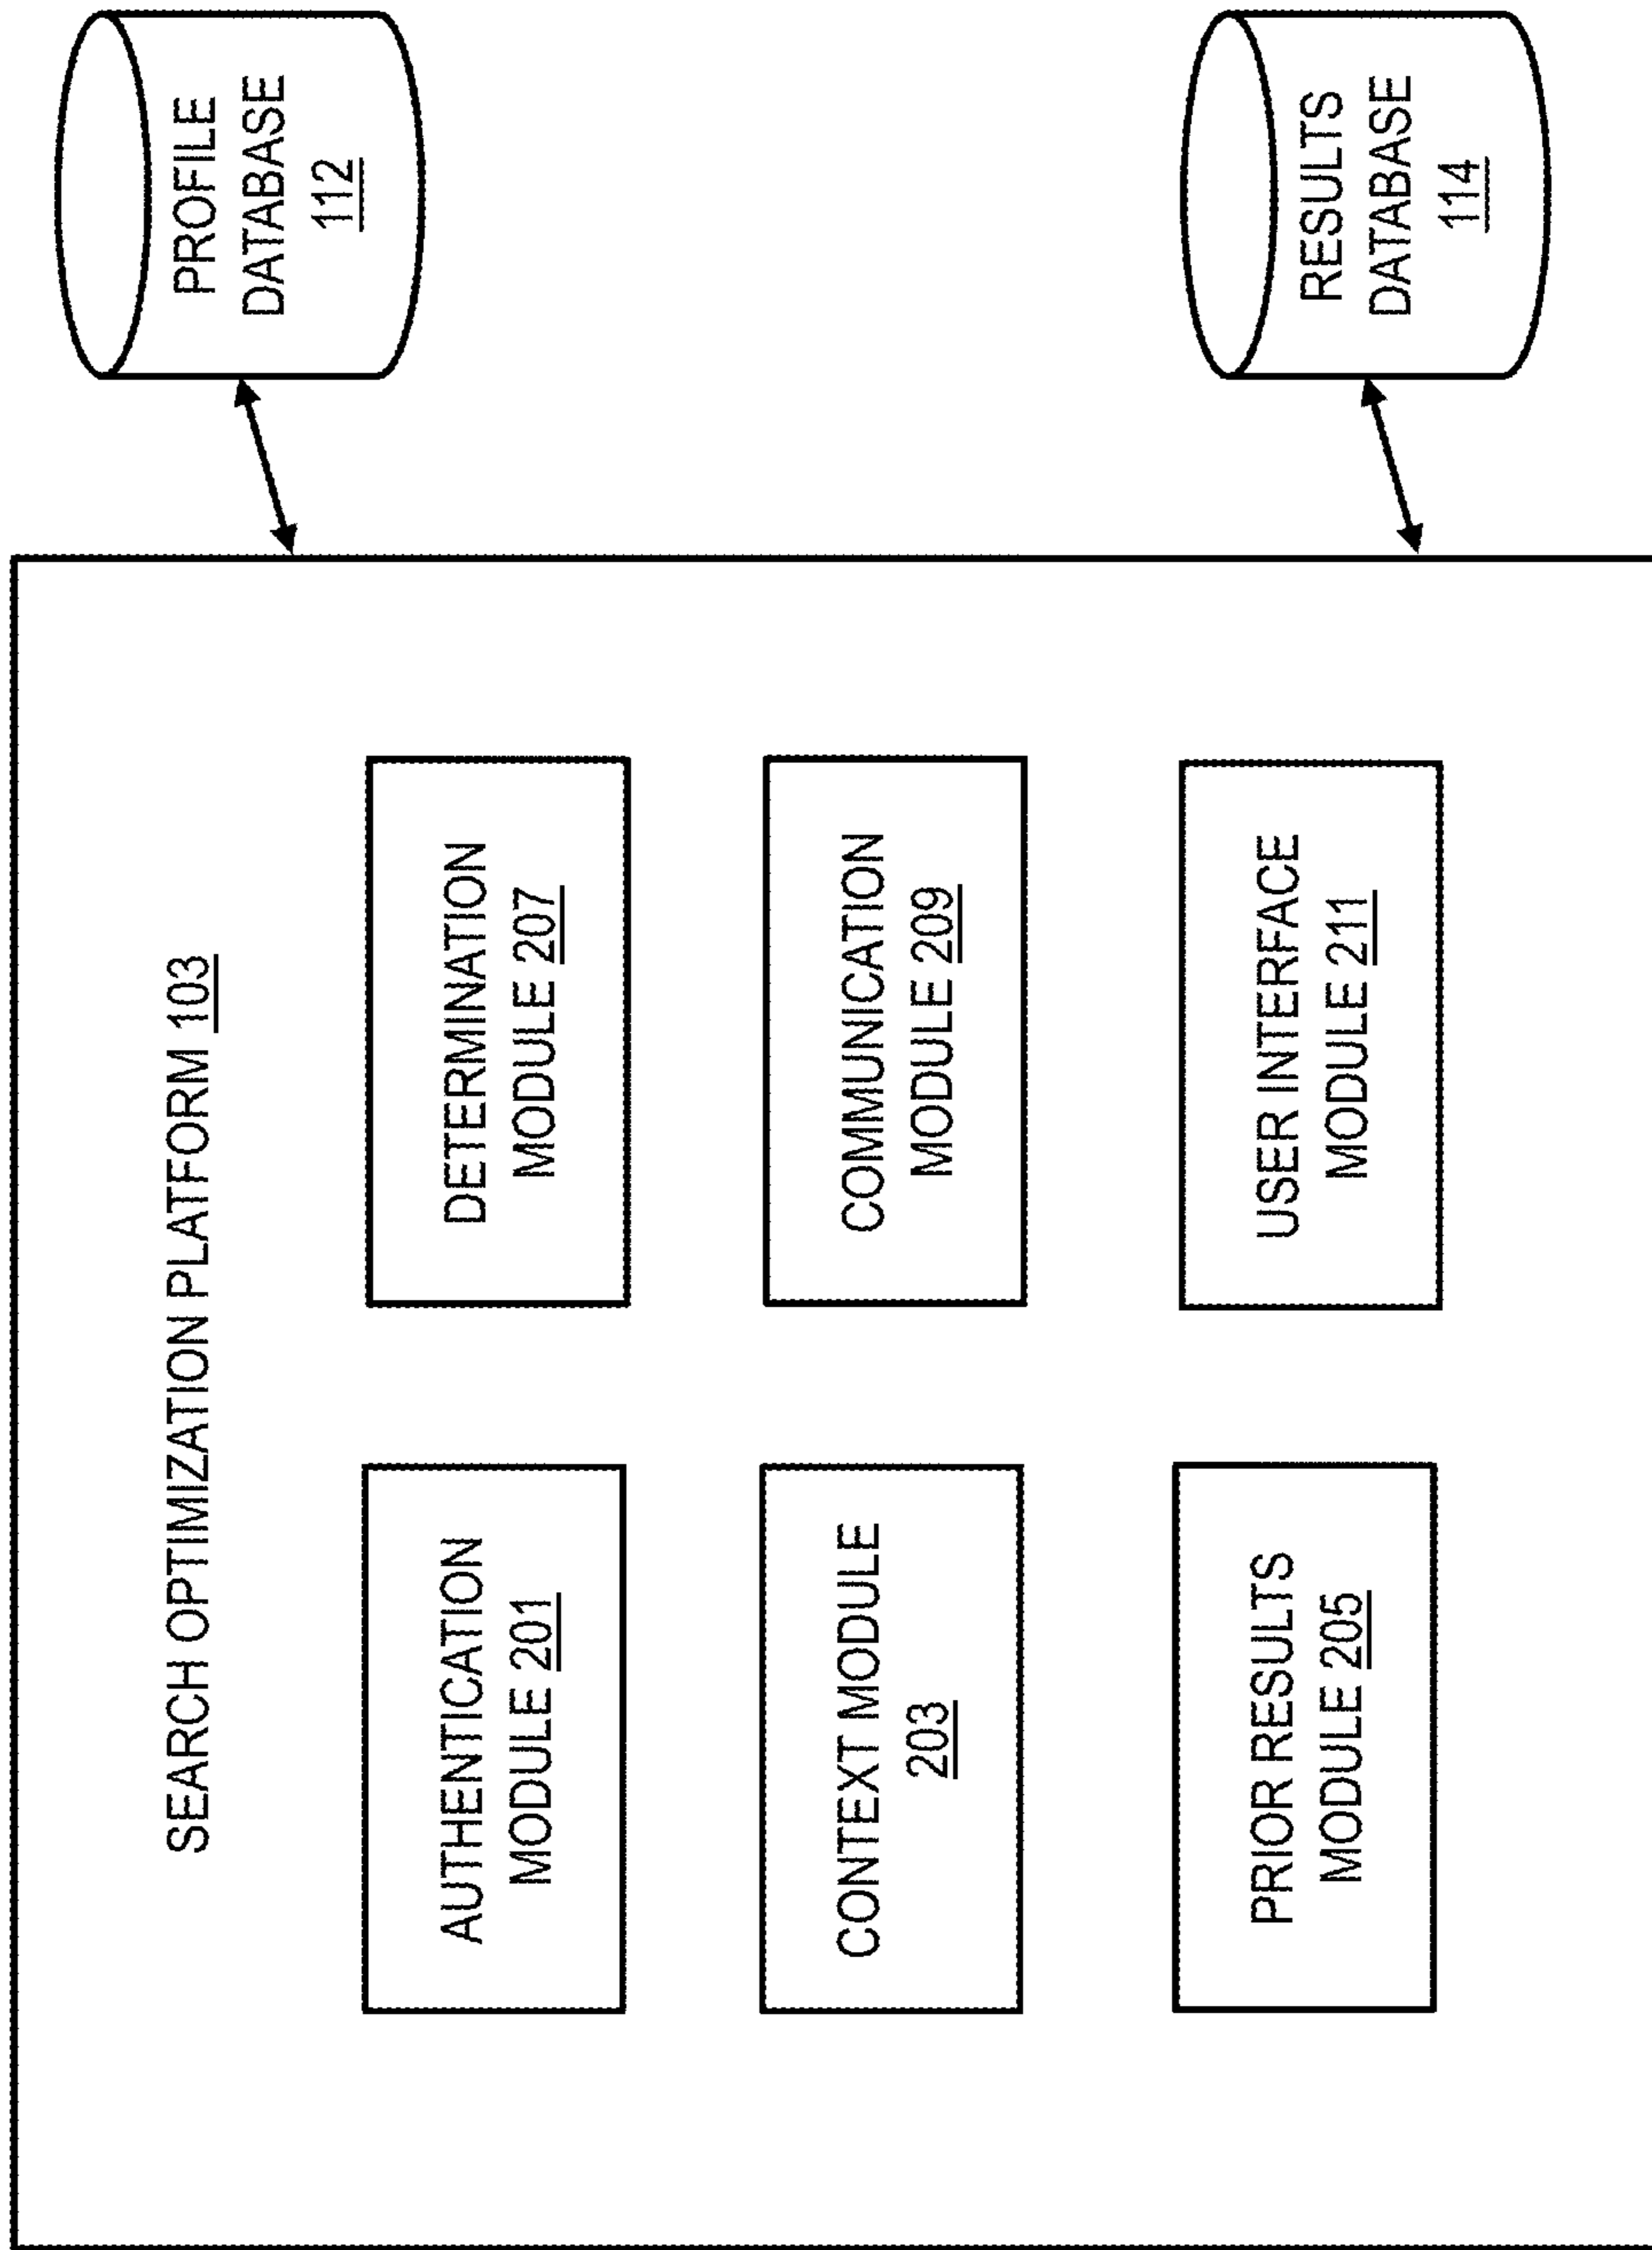 SEARCH OPTIMIZATION PLATFORM 103
AUTHENTICATION
MODULE 201
DETERMINATION
MODULE 207
CONTEXT MODULE
203
COMMUNICATION
MODULE 209
PRIOR RESULTS
MODULE 205
USER INTERFACE
MODULE 211
PROFILE
DATABASE
112
RESULTS
DATABASE
114